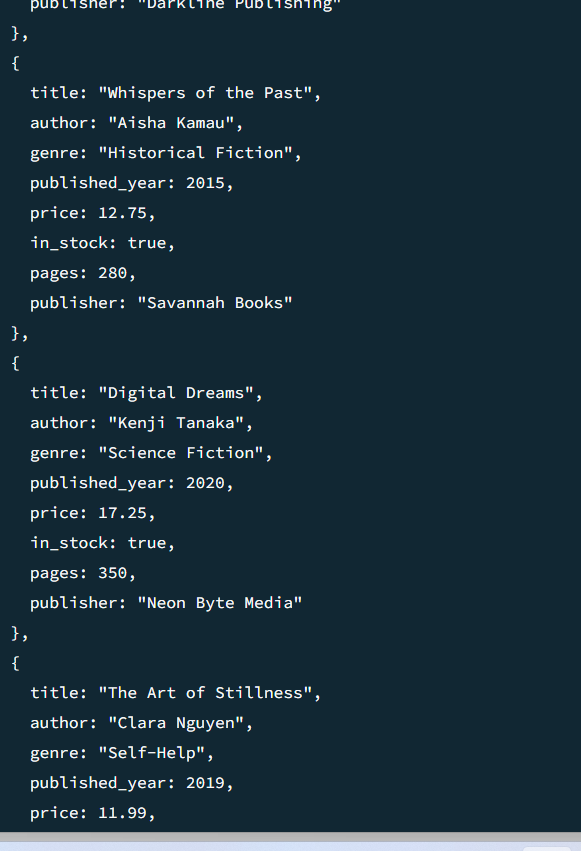 publisher: "Darkline Publishing"
},
{
title: "Whispers of the Past",
author: "Aisha Kamau",
genre: "Historical Fiction",
published_year: 2015,
price: 12.75,
in_stock: true,
pages: 280,
publisher: "Savannah Books"
},
{
title: "Digital Dreams",
author: "Kenji Tanaka",
genre: "Science Fiction",
published_year: 2020,
price: 17.25,
in_stock: true,
pages: 350,
publisher: "Neon Byte Media"
},
{
title: "The Art of Stillness",
author: "Clara Nguyen",
genre: "Self-Help",
published_year: 2019,
price: 11.99,